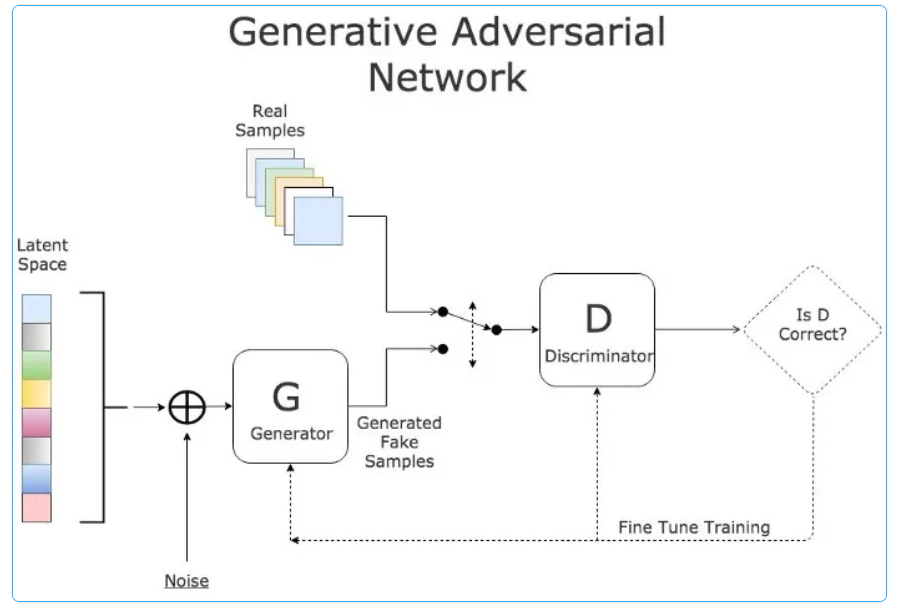 Generative Adversarial
Network
Real
Samples
Latent
Space
D
Discriminator
Is D
Correct?
G
Generator
Generated
Fake
Samples
Fine Tune Training
Noise